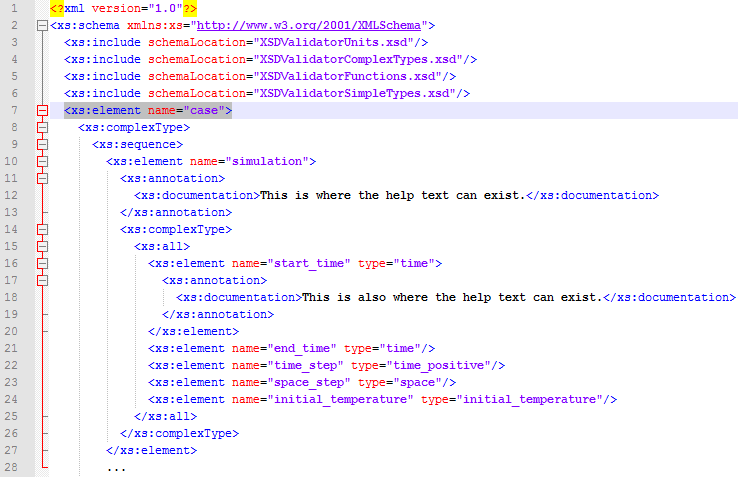 1 <?xml version="1.0"?>
2 <xs:schema xmlns:xs="http://www.w3.org/2001/XMLSchema">
3 <xs:include schemaLocation="XSDValidatorUnits.xsd"/>
4 <xs:include schemaLocation="XSDValidatorComplexTypes.xsd"/>
5 <xs:include schemaLocation="XSDValidatorFunctions.xsd"/>
6 <xs:include schemaLocation="XSDValidatorSimpleTypes.xsd"/>
7 <xs:element name="case">
8 <xs:complexType>
9 <xs:sequence>
10 <xs:element name="simulation">
11 <xs:annotation>
12 <xs:documentation>This is where the help text can exist.</xs:documentation>
13 </xs:annotation>
14 <xs:complexType>
15 <xs:all>
16 <xs:element name="start_time" type="time">
17 <xs:annotation>
18 <xs:documentation>This is also where the help text can exist.</xs:documentation>
19 </xs:annotation>
20 </xs:element>
21 <xs:element name="end_time" type="time"/>
22 <xs:element name="time_step" type="time_positive"/>
23 <xs:element name="space_step" type="space"/>
24 <xs:element name="initial_temperature" type="initial_temperature"/>
25 </xs:all>
26 </xs:complexType>
27 </xs:element>
28 ...